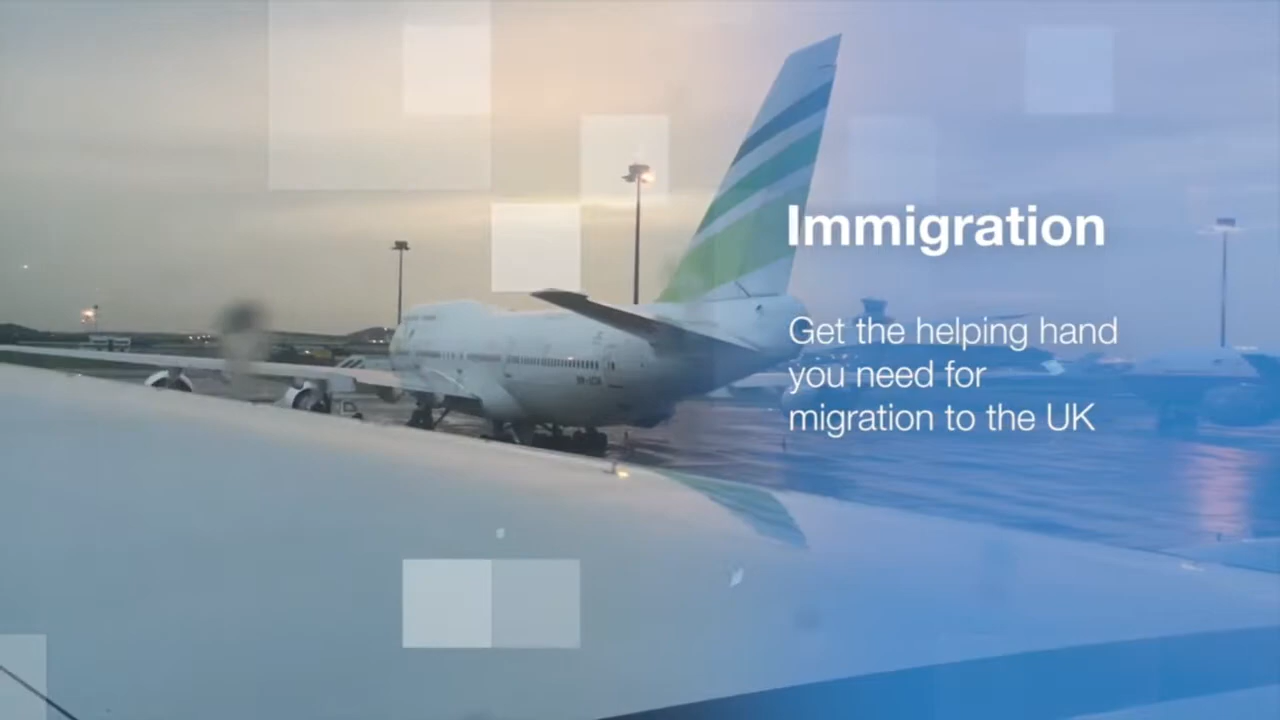 Immigration
Get the helping hand
you need for
migration to the UK